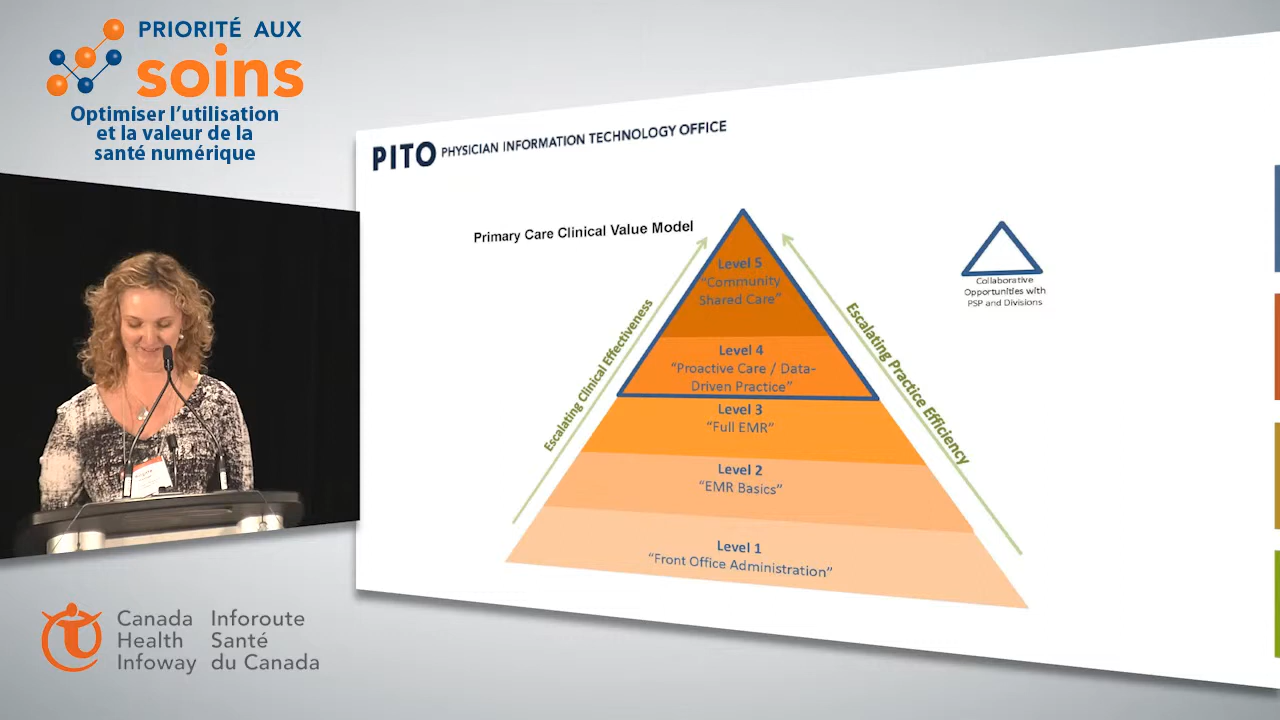 PRIORITÉ AUX
soins
Optimiser l'utilisation
et la valeur de la
santé numérique
PITO PHYSICIAN INFORMATION TECHNOLOGY OFFICE
Primary Care Clinical Value Model
Escalating Clinical Effectiveness
Escalating Practice Efficiency
Level 5
"Community
Shared Care"
Level 4
"Proactive Care / Data-
Driven Practice"
Level 3
"Full EMR"
Level 2
"EMR Basics"
Level 1
"Front Office Administration"
Collaborative
Opportunities with
PSP and Divisions
Canada Inforoute
Health Santé
Infoway du Canada